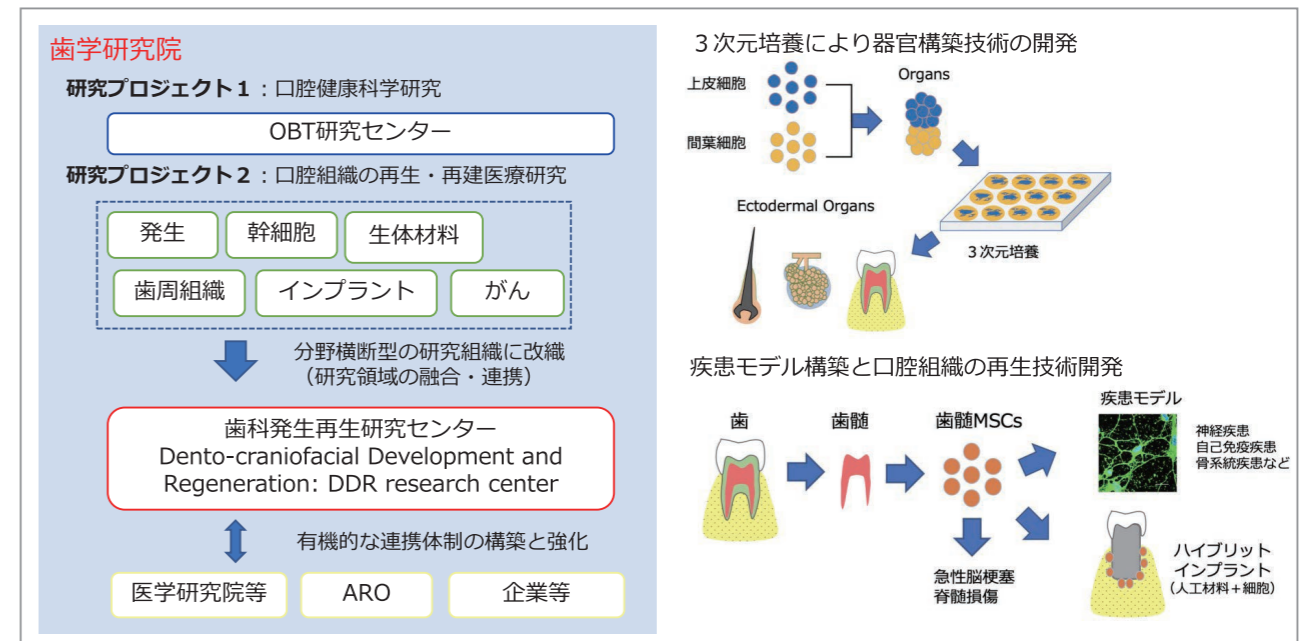 歯学研究院
研究プロジェクト１：口腔健康科学研究
OBT研究センター
研究プロジェクト２：口腔組織の再生・再建医療研究
発生
幹細胞
生体材料
歯周組織
インプラント
がん
分野横断型の研究組織に改織
（研究領域の融合・連携）
歯科発生再生研究センター
Dento-craniofacial Development and
Regeneration: DDR research center
有機的な連携体制の構築と強化
医学研究院等
ARO
企業等
３次元培養により器官構築技術の開発
上皮細胞
間葉細胞
Organs
３次元培養
Ectodermal Organs
疾患モデル構築と口腔組織の再生技術開発
歯
歯髄
歯髄MSCs
疾患モデル
神経疾患
自己免疫疾患
骨系統疾患など
急性脳梗塞
脊髄損傷
ハイブリット
インプラント
（人工材料＋細胞）